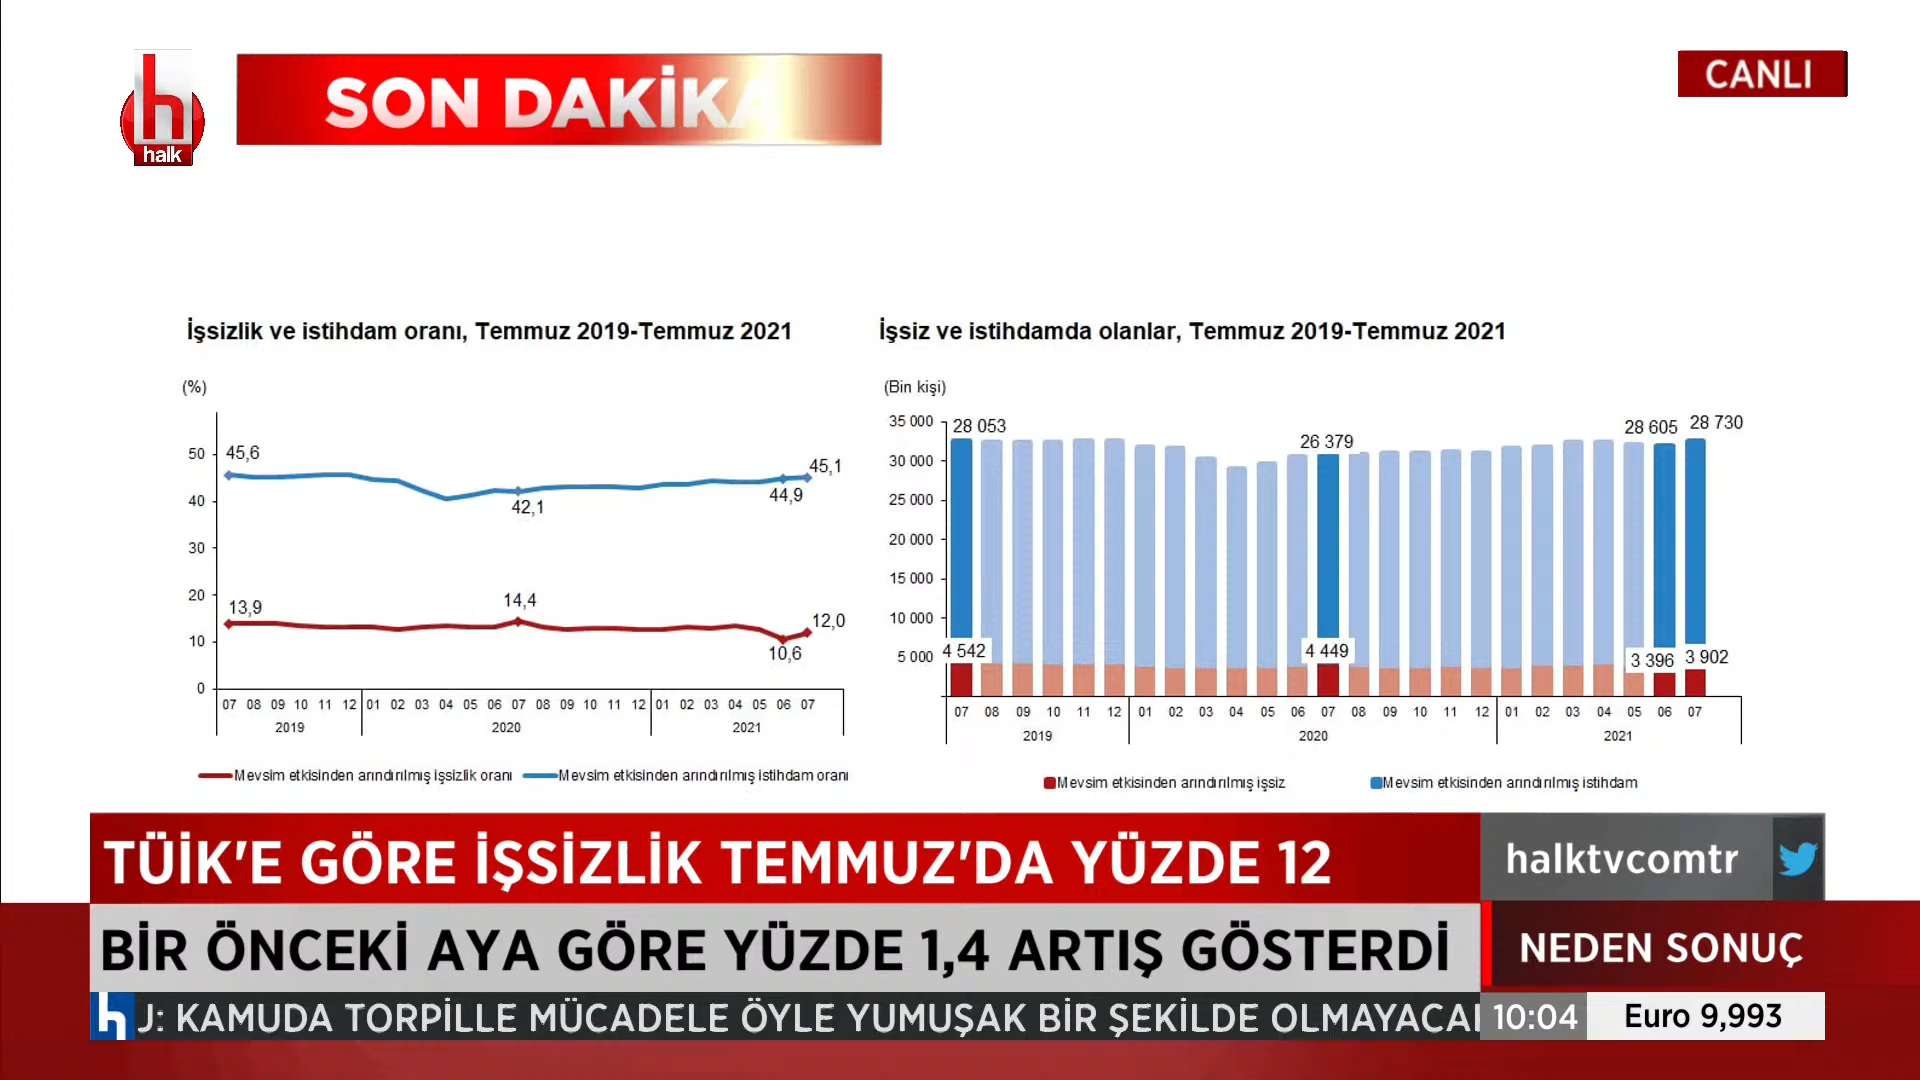 h
halk
SON DAKİKA
CANLI
İşsizlik ve istihdam oranı, Temmuz 2019-Temmuz 2021
(%)
50
40
30
20
10
0
45,6
42,1
44,9
45,1
13,9
14,4
10,6
12,0
07 08 09 10 11 12 01 02 03 04 05 06 07 08 09 10 11 12 01 02 03 04 05 06 07
2019 2020 2021
Mevsim etkisinden arındırılmış işsizlik oranı Mevsim etkisinden arındırılmış istihdam oranı
İşsiz ve istihdamda olanlar, Temmuz 2019-Temmuz 2021
(Bin kişi)
35 000
30 000
25 000
20 000
15 000
10 000
5 000
28 053
26 379
28 605
28 730
4 542
4 449
3 396
3 902
07 08 09 10 11 12 01 02 03 04 05 06 07 08 09 10 11 12 01 02 03 04 05 06 07
2019 2020 2021
Mevsim etkisinden arındırılmış işsiz Mevsim etkisinden arındırılmış istihdam
TÜİK'E GÖRE İŞSİZLİK TEMMUZ'DA YÜZDE 12
halktvcomtr
BİR ÖNCEKİ AYA GÖRE YÜZDE 1,4 ARTIŞ GÖSTERDİ
NEDEN SONUÇ
h J: KAMUDA TORPİLLE MÜCADELE ÖYLE YUMUŞAK BİR ŞEKİLDE OLMAYACA
10:04
Euro 9,993